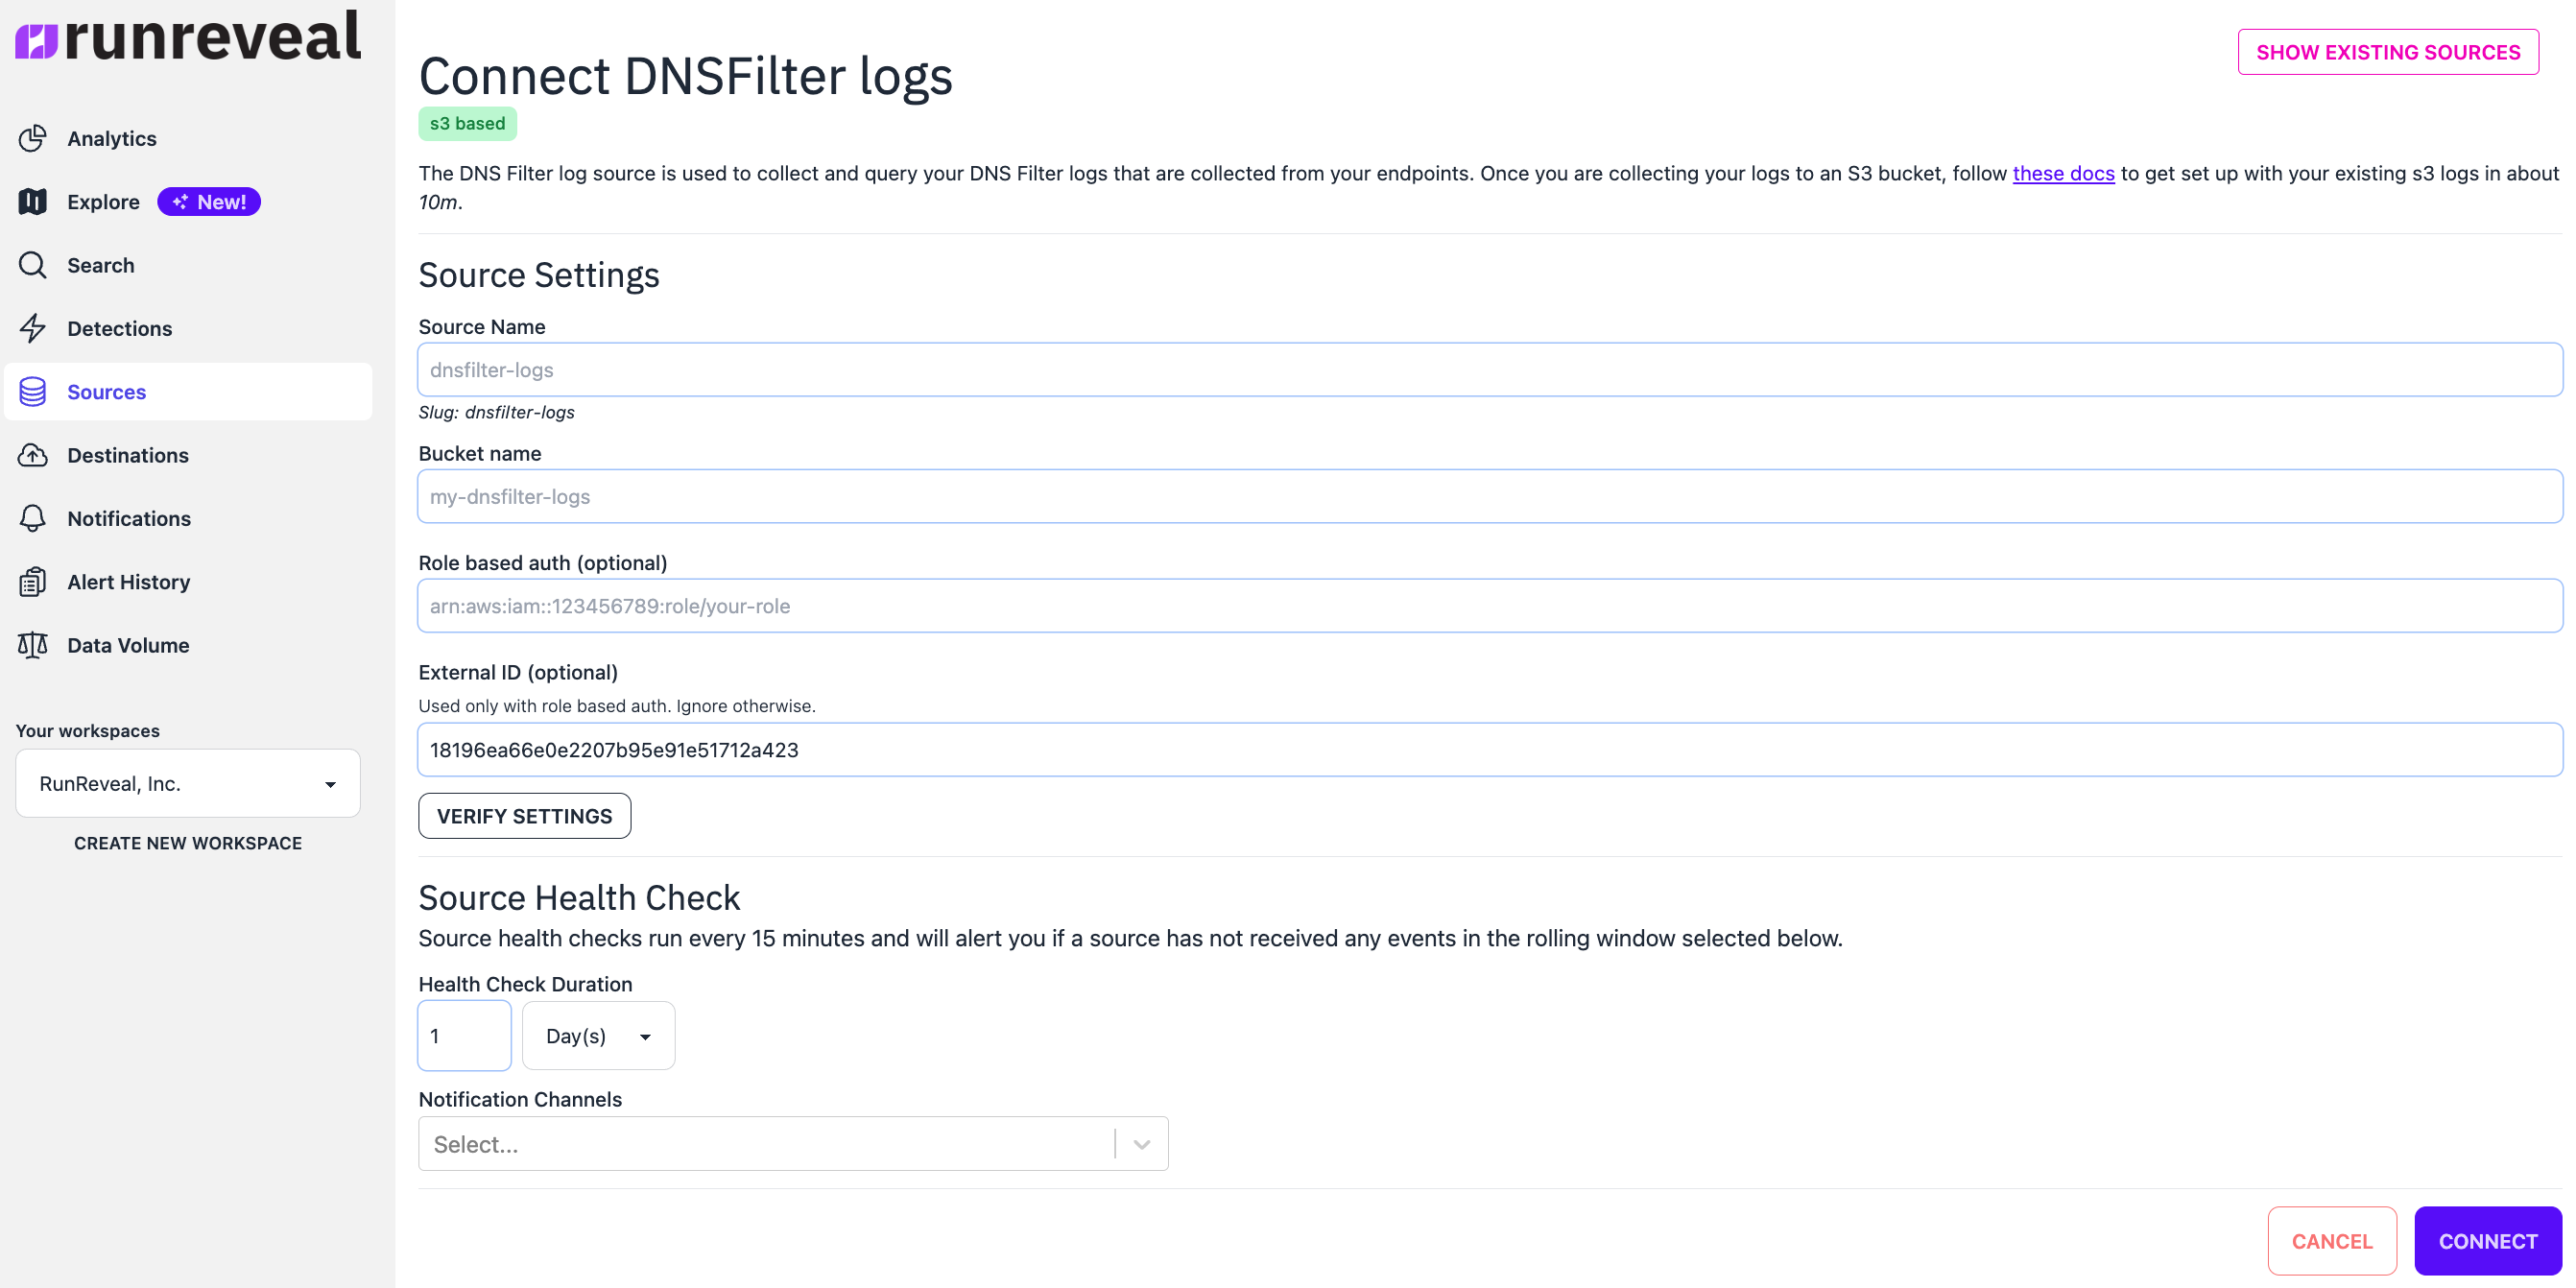 runreveal
Analytics
Explore New!
Search
Detections
Sources
Destinations
Notifications
Alert History
Data Volume
Your workspaces
RunReveal, Inc.
CREATE NEW WORKSPACE
SHOW EXISTING SOURCES
Connect DNSFilter logs
s3 based
The DNS Filter log source is used to collect and query your DNS Filter logs that are collected from your endpoints. Once you are collecting your logs to an S3 bucket, follow these docs to get set up with your existing s3 logs in about
10m.
Source Settings
Source Name
dnsfilter-logs
Slug: dnsfilter-logs
Bucket name
my-dnsfilter-logs
Role based auth (optional)
arn:aws:iam::123456789:role/your-role
External ID (optional)
Used only with role based auth. Ignore otherwise.
18196ea66e0e2207b95e91e51712a423
VERIFY SETTINGS
Source Health Check
Source health checks run every 15 minutes and will alert you if a source has not received any events in the rolling window selected below.
Health Check Duration
1 Day(s)
Notification Channels
Select...
CANCEL CONNECT